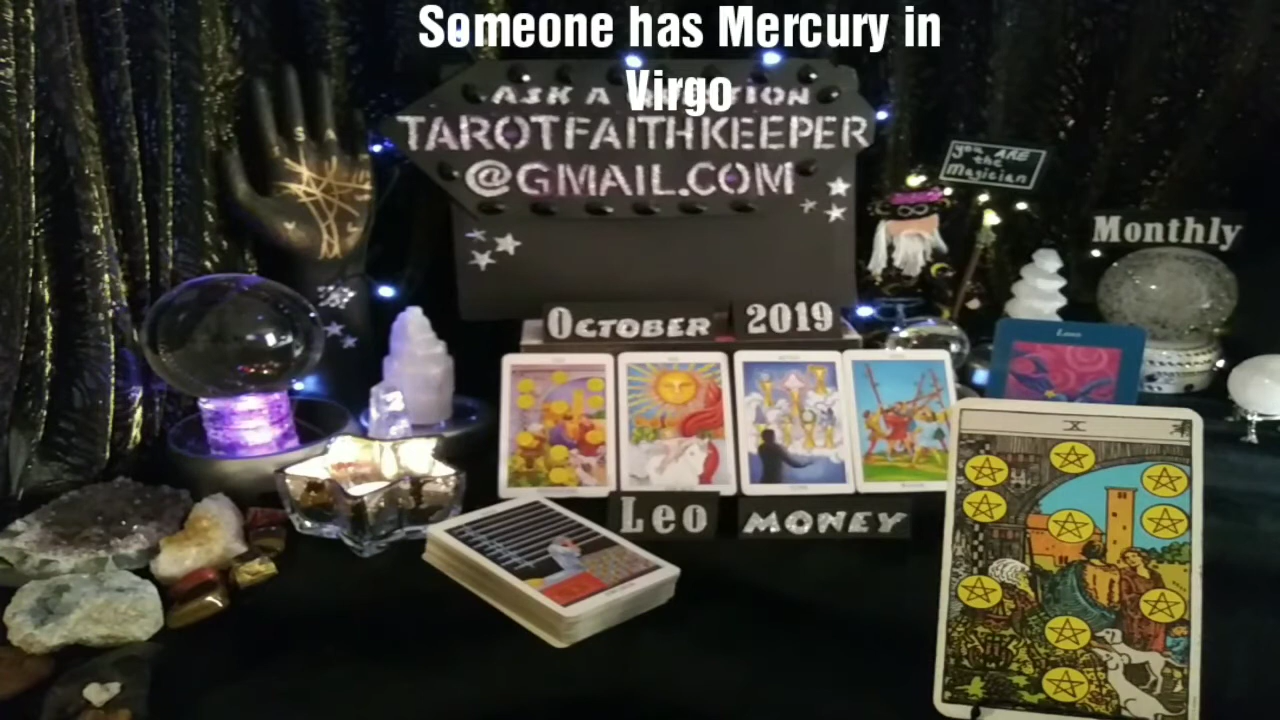 Someone has Mercury in
Virgo
ASK A QUESTION
TAROTFAITHKEEPER
@GMAIL.COM
you ARE
the
Magician
Monthly
OCTOBER 2019
Leo MONEY
X